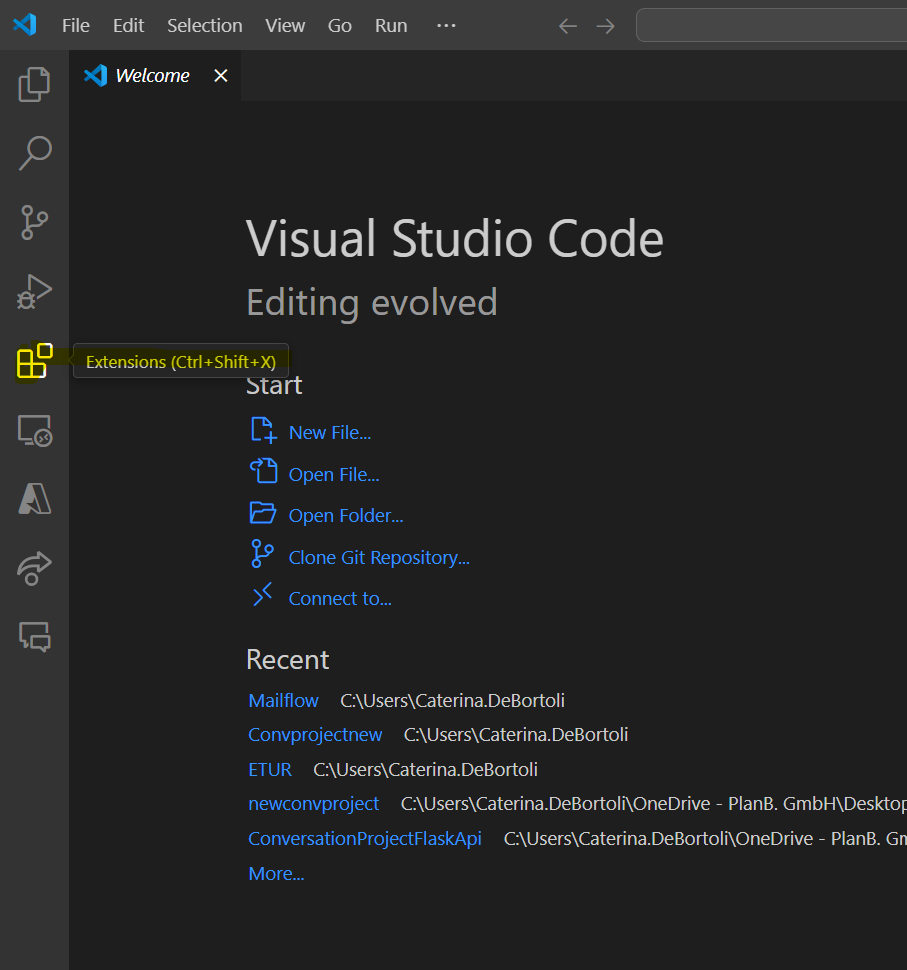 File Edit Selection View Go Run ···
Welcome
Visual Studio Code
Editing evolved
Extensions (Ctrl+Shift+X)
Start
New File...
Open File...
Open Folder...
Clone Git Repository...
Connect to...
Recent
Mailflow C:\Users\Caterina.DeBortoli
Convprojectnew C:\Users\Caterina.DeBortoli
ETUR C:\Users\Caterina.DeBortoli
newconvproject C:\Users\Caterina.DeBortoli\OneDrive - PlanB. GmbH\Desktop
ConversationProjectFlaskApi C:\Users\Caterina.DeBortoli\OneDrive - PlanB. Gm
More...